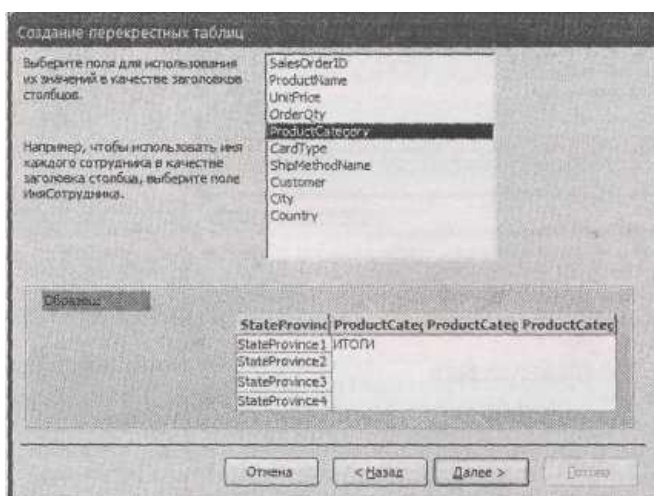 Создание перекрестных таблиц
Выберите поля для использования
их значений в качестве заголовков
столбцов.
Например, чтобы использовать имя
каждого сотрудника в качестве
заголовка столбца, выберите поле
ИмяСотрудника.
SalesOrderID
ProductName
UnitPrice
OrderQty
ProductCategory
CardType
ShipMethodName
Customer
City
Country
Образец:
StateProvinc ProductCateg ProductCateg ProductCateg
StateProvince1 ИТОГИ
StateProvince2
StateProvince3
StateProvince4
Отмена < Назад Далее > Готово